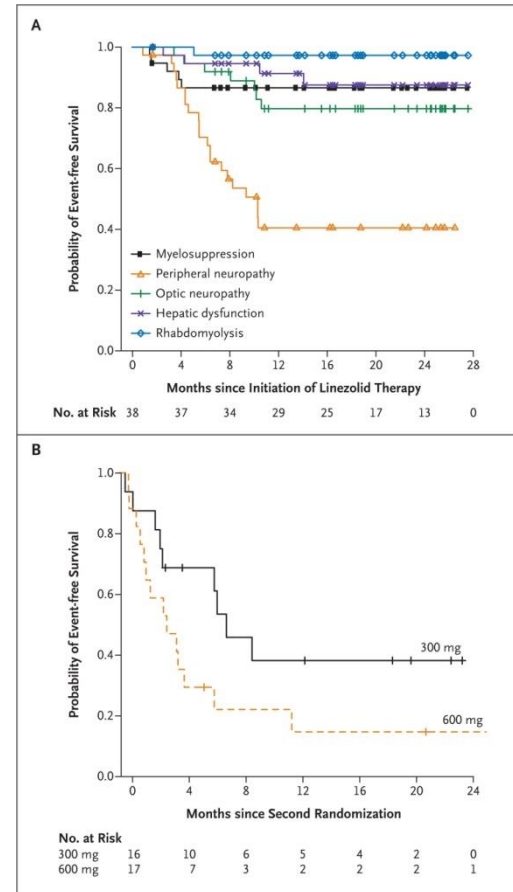 A
1.0
0.8
0.6
0.4
0.2
0.0
Probability of Event-free Survival
Myelosuppression
Peripheral neuropathy
Optic neuropathy
Hepatic dysfunction
Rhabdomyolysis
0 4 8 12 16 20 24 28
Months since Initiation of Linezolid Therapy
No. at Risk 38 37 34 29 25 17 13 0
B
1.0
0.8
0.6
0.4
0.2
0.0
Probability of Event-free Survival
300 mg
600 mg
0 4 8 12 16 20 24
Months since Second Randomization
No. at Risk
300 mg 16 10 6 5 4 2 0
600 mg 17 7 3 2 2 2 1